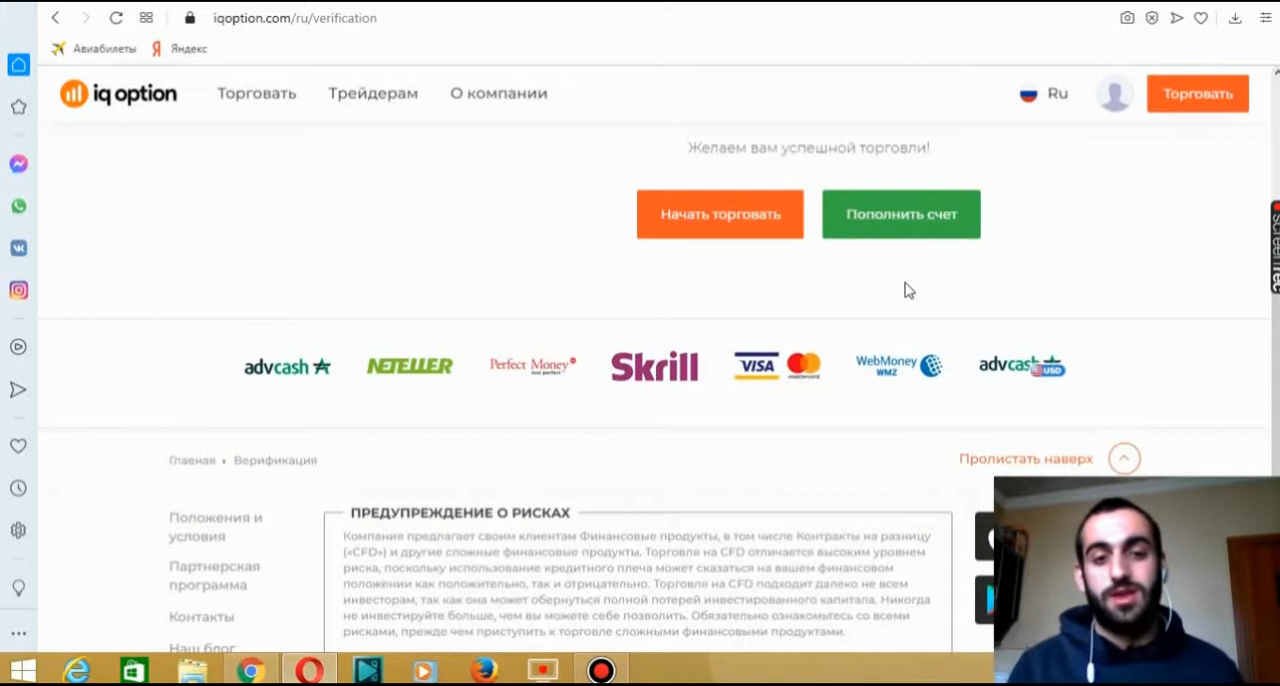 iqoption.com/ru/verification
Авиабилеты
Я Яндекс
iq option
Торговать
Трейдерам
О компании
Ru
Торговать
Желаем вам успешной торговли!
Начать торговать
Пополнить счет
advcash
NETELLER
Perfect Money
Skrill
VISA
mastercard
WebMoney
WMZ
advcash
USD
Главная • Верификация
Пролистать наверх
Положения и
условия
Партнерская
программа
Контакты
Наш блог
ПРЕДУПРЕЖДЕНИЕ О РИСКАХ
Компания предлагает своим клиентам Финансовые продукты, в том числе Контракты на разницу
(«CFD») и другие сложные финансовые продукты. Торговля на CFD отличается высоким уровнем
риска, поскольку использование кредитного плеча может сказаться на вашем финансовом
положении как положительно, так и отрицательно. Торговля на CFD подходит далеко не всем
инвесторам, так как она может обернуться полной потерей инвестированного капитала. Никогда
не инвестируйте больше, чем вы можете себе позволить. Обязательно ознакомьтесь со всеми
рисками, прежде чем приступить к торговле сложными финансовыми продуктами.